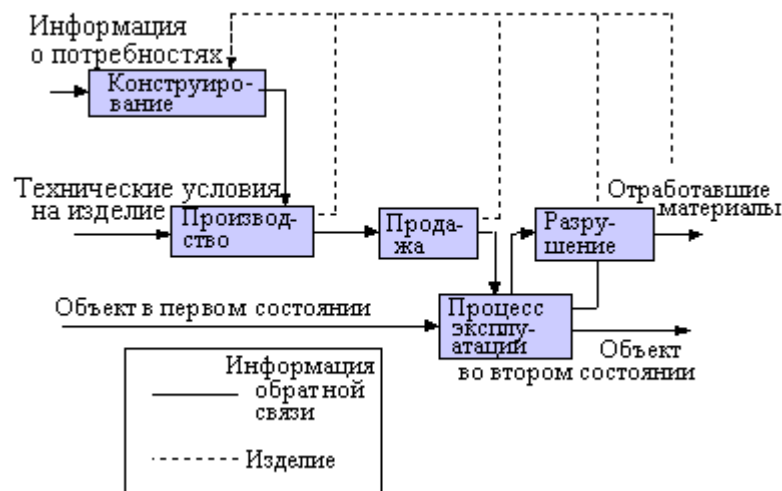 Информация
о потребностях
Конструиро-
вание
Технические условия
на изделие
Производ-
ство
Прода-
жа
Разру-
шение
Отработавшие
материалы
Объект в первом состоянии
Процесс
эксплу-
атаций
Объект
во втором состоянии
Информация
обратной
связи
Изделие